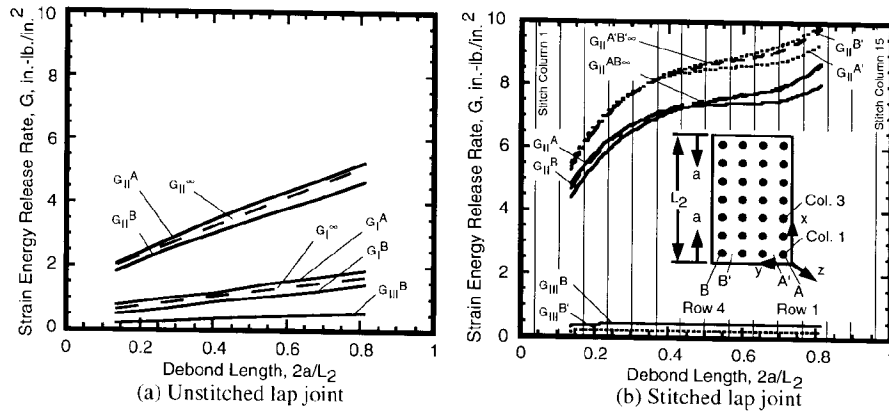 Strain Energy Release Rate, G, in.-lb./in.²
10
8
6
4
2
0
G_II^A
G_II^∞
G_II^B
G_I^∞
G_I^A
G_I^B
G_III^B
0 0.2 0.4 0.6 0.8 1
Debond Length, 2a/L₂
(a) Unstitched lap joint
Strain Energy Release Rate, G, in.-lb./in.²
10
8
6
4
2
0
Stitch Column 1
Stitch Column 15
G_II^A'B'∞
G_II^AB∞
G_II^B'
G_II^A'
G_II^A
G_II^B
L₂
a
a
Col. 3
x
Col. 1
y
z
B
B'
A'
A
Row 4
Row 1
G_III^B
G_III^B'
0 0.2 0.4 0.6 0.8 1
Debond Length, 2a/L₂
(b) Stitched lap joint